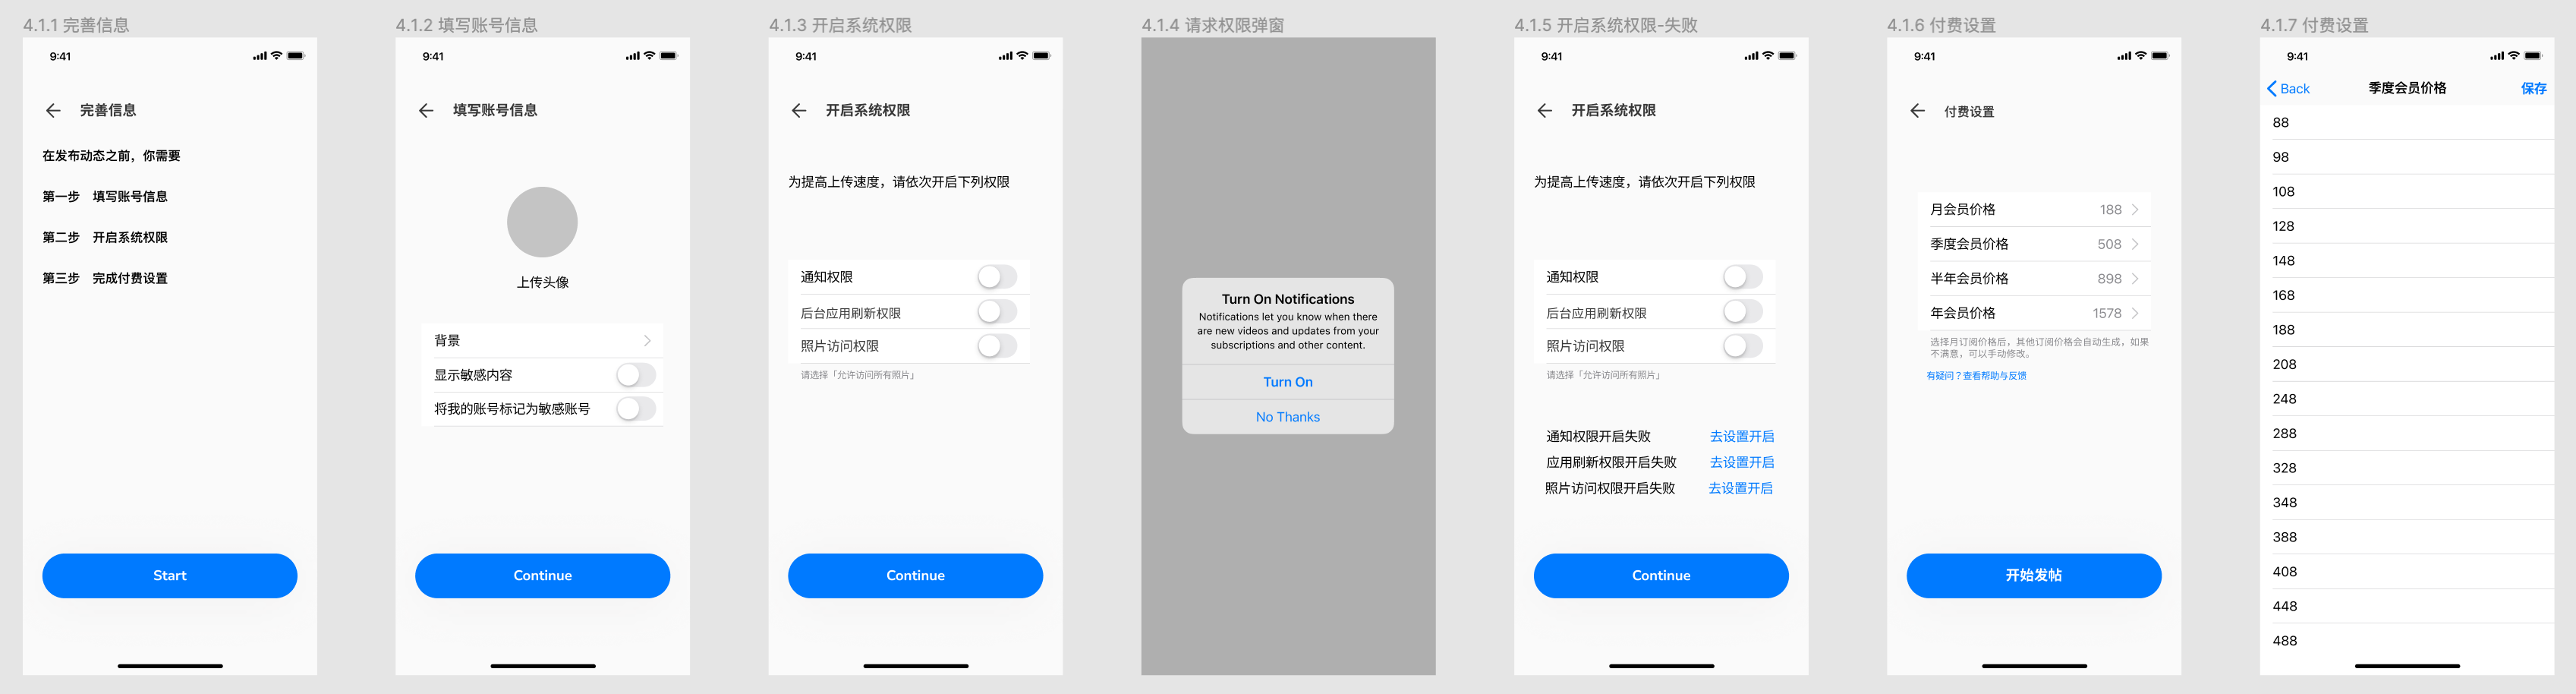 4.1.1 完善信息
9:41
完善信息
在发布动态之前，你需要
第一步 填写账号信息
第二步 开启系统权限
第三步 完成付费设置
Start
4.1.2 填写账号信息
9:41
填写账号信息
上传头像
背景
显示敏感内容
将我的账号标记为敏感账号
Continue
4.1.3 开启系统权限
9:41
开启系统权限
为提高上传速度，请依次开启下列权限
通知权限
后台应用刷新权限
照片访问权限
请选择「允许访问所有照片」
Continue
4.1.4 请求权限弹窗
Turn On Notifications
Notifications let you know when there
are new videos and updates from your
subscriptions and other content.
Turn On
No Thanks
4.1.5 开启系统权限-失败
9:41
开启系统权限
为提高上传速度，请依次开启下列权限
通知权限
后台应用刷新权限
照片访问权限
请选择「允许访问所有照片」
通知权限开启失败 去设置开启
应用刷新权限开启失败 去设置开启
照片访问权限开启失败 去设置开启
Continue
4.1.6 付费设置
9:41
付费设置
月会员价格 188
季度会员价格 508
半年会员价格 898
年会员价格 1578
选择月订阅价格后，其他订阅价格会自动生成，如果
不满意，可以手动修改。
有疑问？查看帮助与反馈
开始发帖
4.1.7 付费设置
9:41
Back 季度会员价格 保存
88
98
108
128
148
168
188
208
248
288
328
348
388
408
448
488